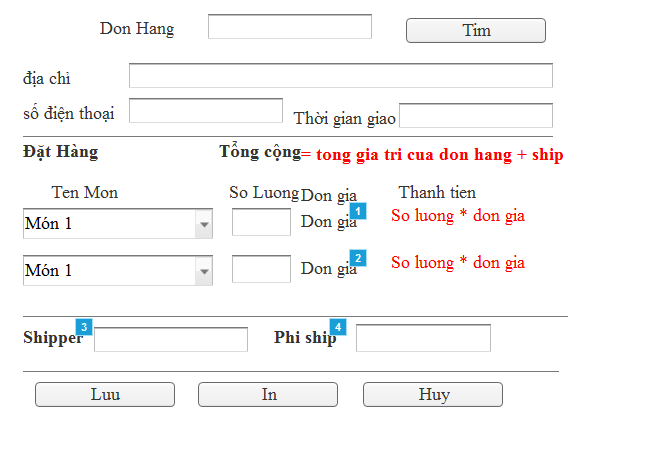 Don Hang Tim
địa chỉ
số điện thoại Thời gian giao
Đặt Hàng Tổng cộng= tong gia tri cua don hang + ship
Ten Mon So Luong Don gia Thanh tien
Món 1 Don gia 1 So luong * don gia
Món 1 Don gia 2 So luong * don gia
Shipper 3 Phi ship 4
Luu In Huy